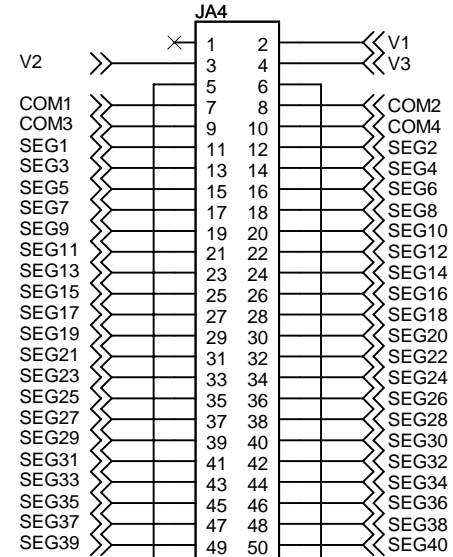 JA4
1 2 V1
V2 3 4 V3
5 6
COM1 7 8 COM2
COM3 9 10 COM4
SEG1 11 12 SEG2
SEG3 13 14 SEG4
SEG5 15 16 SEG6
SEG7 17 18 SEG8
SEG9 19 20 SEG10
SEG11 21 22 SEG12
SEG13 23 24 SEG14
SEG15 25 26 SEG16
SEG17 27 28 SEG18
SEG19 29 30 SEG20
SEG21 31 32 SEG22
SEG23 33 34 SEG24
SEG25 35 36 SEG26
SEG27 37 38 SEG28
SEG29 39 40 SEG30
SEG31 41 42 SEG32
SEG33 43 44 SEG34
SEG35 45 46 SEG36
SEG37 47 48 SEG38
SEG39 49 50 SEG40